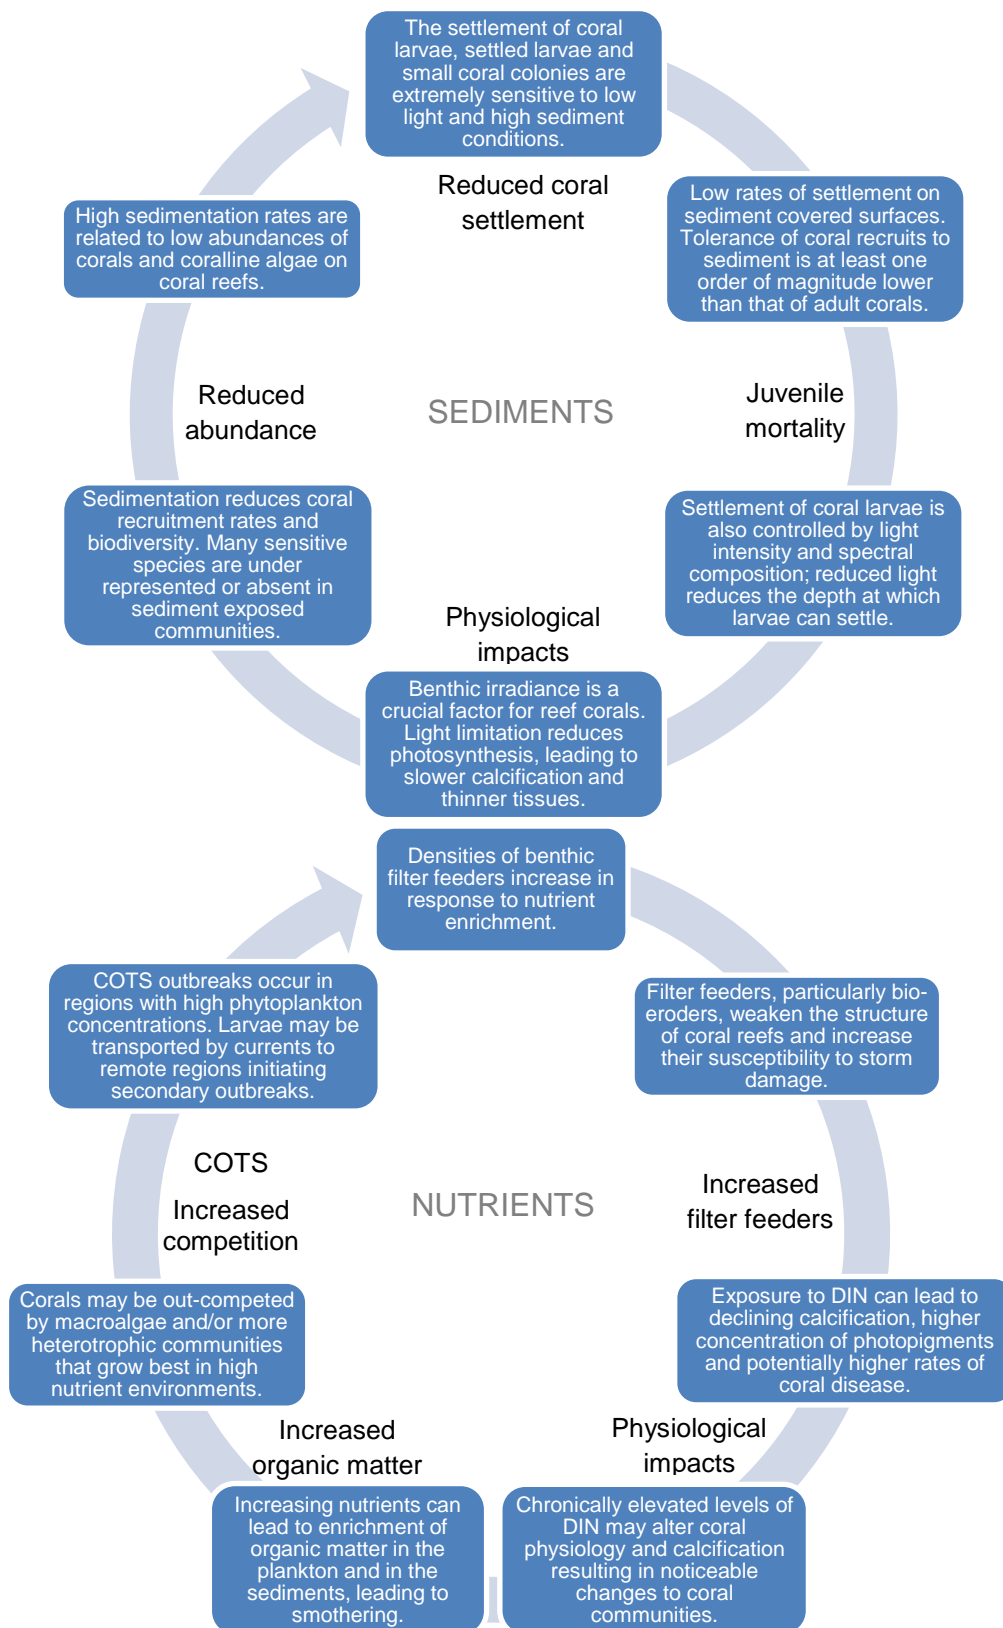 The settlement of coral
larvae, settled larvae and
small coral colonies are
extremely sensitive to low
light and high sediment
conditions.
Reduced coral
settlement
Low rates of settlement on
sediment covered surfaces.
Tolerance of coral recruits to
sediment is at least one
order of magnitude lower
than that of adult corals.
High sedimentation rates are
related to low abundances of
corals and coralline algae on
coral reefs.
Reduced
abundance
SEDIMENTS
Juvenile
mortality
Sedimentation reduces coral
recruitment rates and
biodiversity. Many sensitive
species are under
represented or absent in
sediment exposed
communities.
Settlement of coral larvae is
also controlled by light
intensity and spectral
composition; reduced light
reduces the depth at which
larvae can settle.
Physiological
impacts
Benthic irradiance is a
crucial factor for reef corals.
Light limitation reduces
photosynthesis, leading to
slower calcification and
thinner tissues.
Densities of benthic
filter feeders increase in
response to nutrient
enrichment.
COTS outbreaks occur in
regions with high phytoplankton
concentrations. Larvae may be
transported by currents to
remote regions initiating
secondary outbreaks.
Filter feeders, particularly bio-
eroders, weaken the structure
of coral reefs and increase
their susceptibility to storm
damage.
COTS
Increased
competition
NUTRIENTS
Increased
filter feeders
Corals may be out-competed
by macroalgae and/or more
heterotrophic communities
that grow best in high
nutrient environments.
Exposure to DIN can lead to
declining calcification, higher
concentration of photopigments
and potentially higher rates of
coral disease.
Increased
organic matter
Physiological
impacts
Increasing nutrients can
lead to enrichment of
organic matter in the
plankton and in the
sediments, leading to
smothering.
Chronically elevated levels of
DIN may alter coral
physiology and calcification
resulting in noticeable
changes to coral
communities.